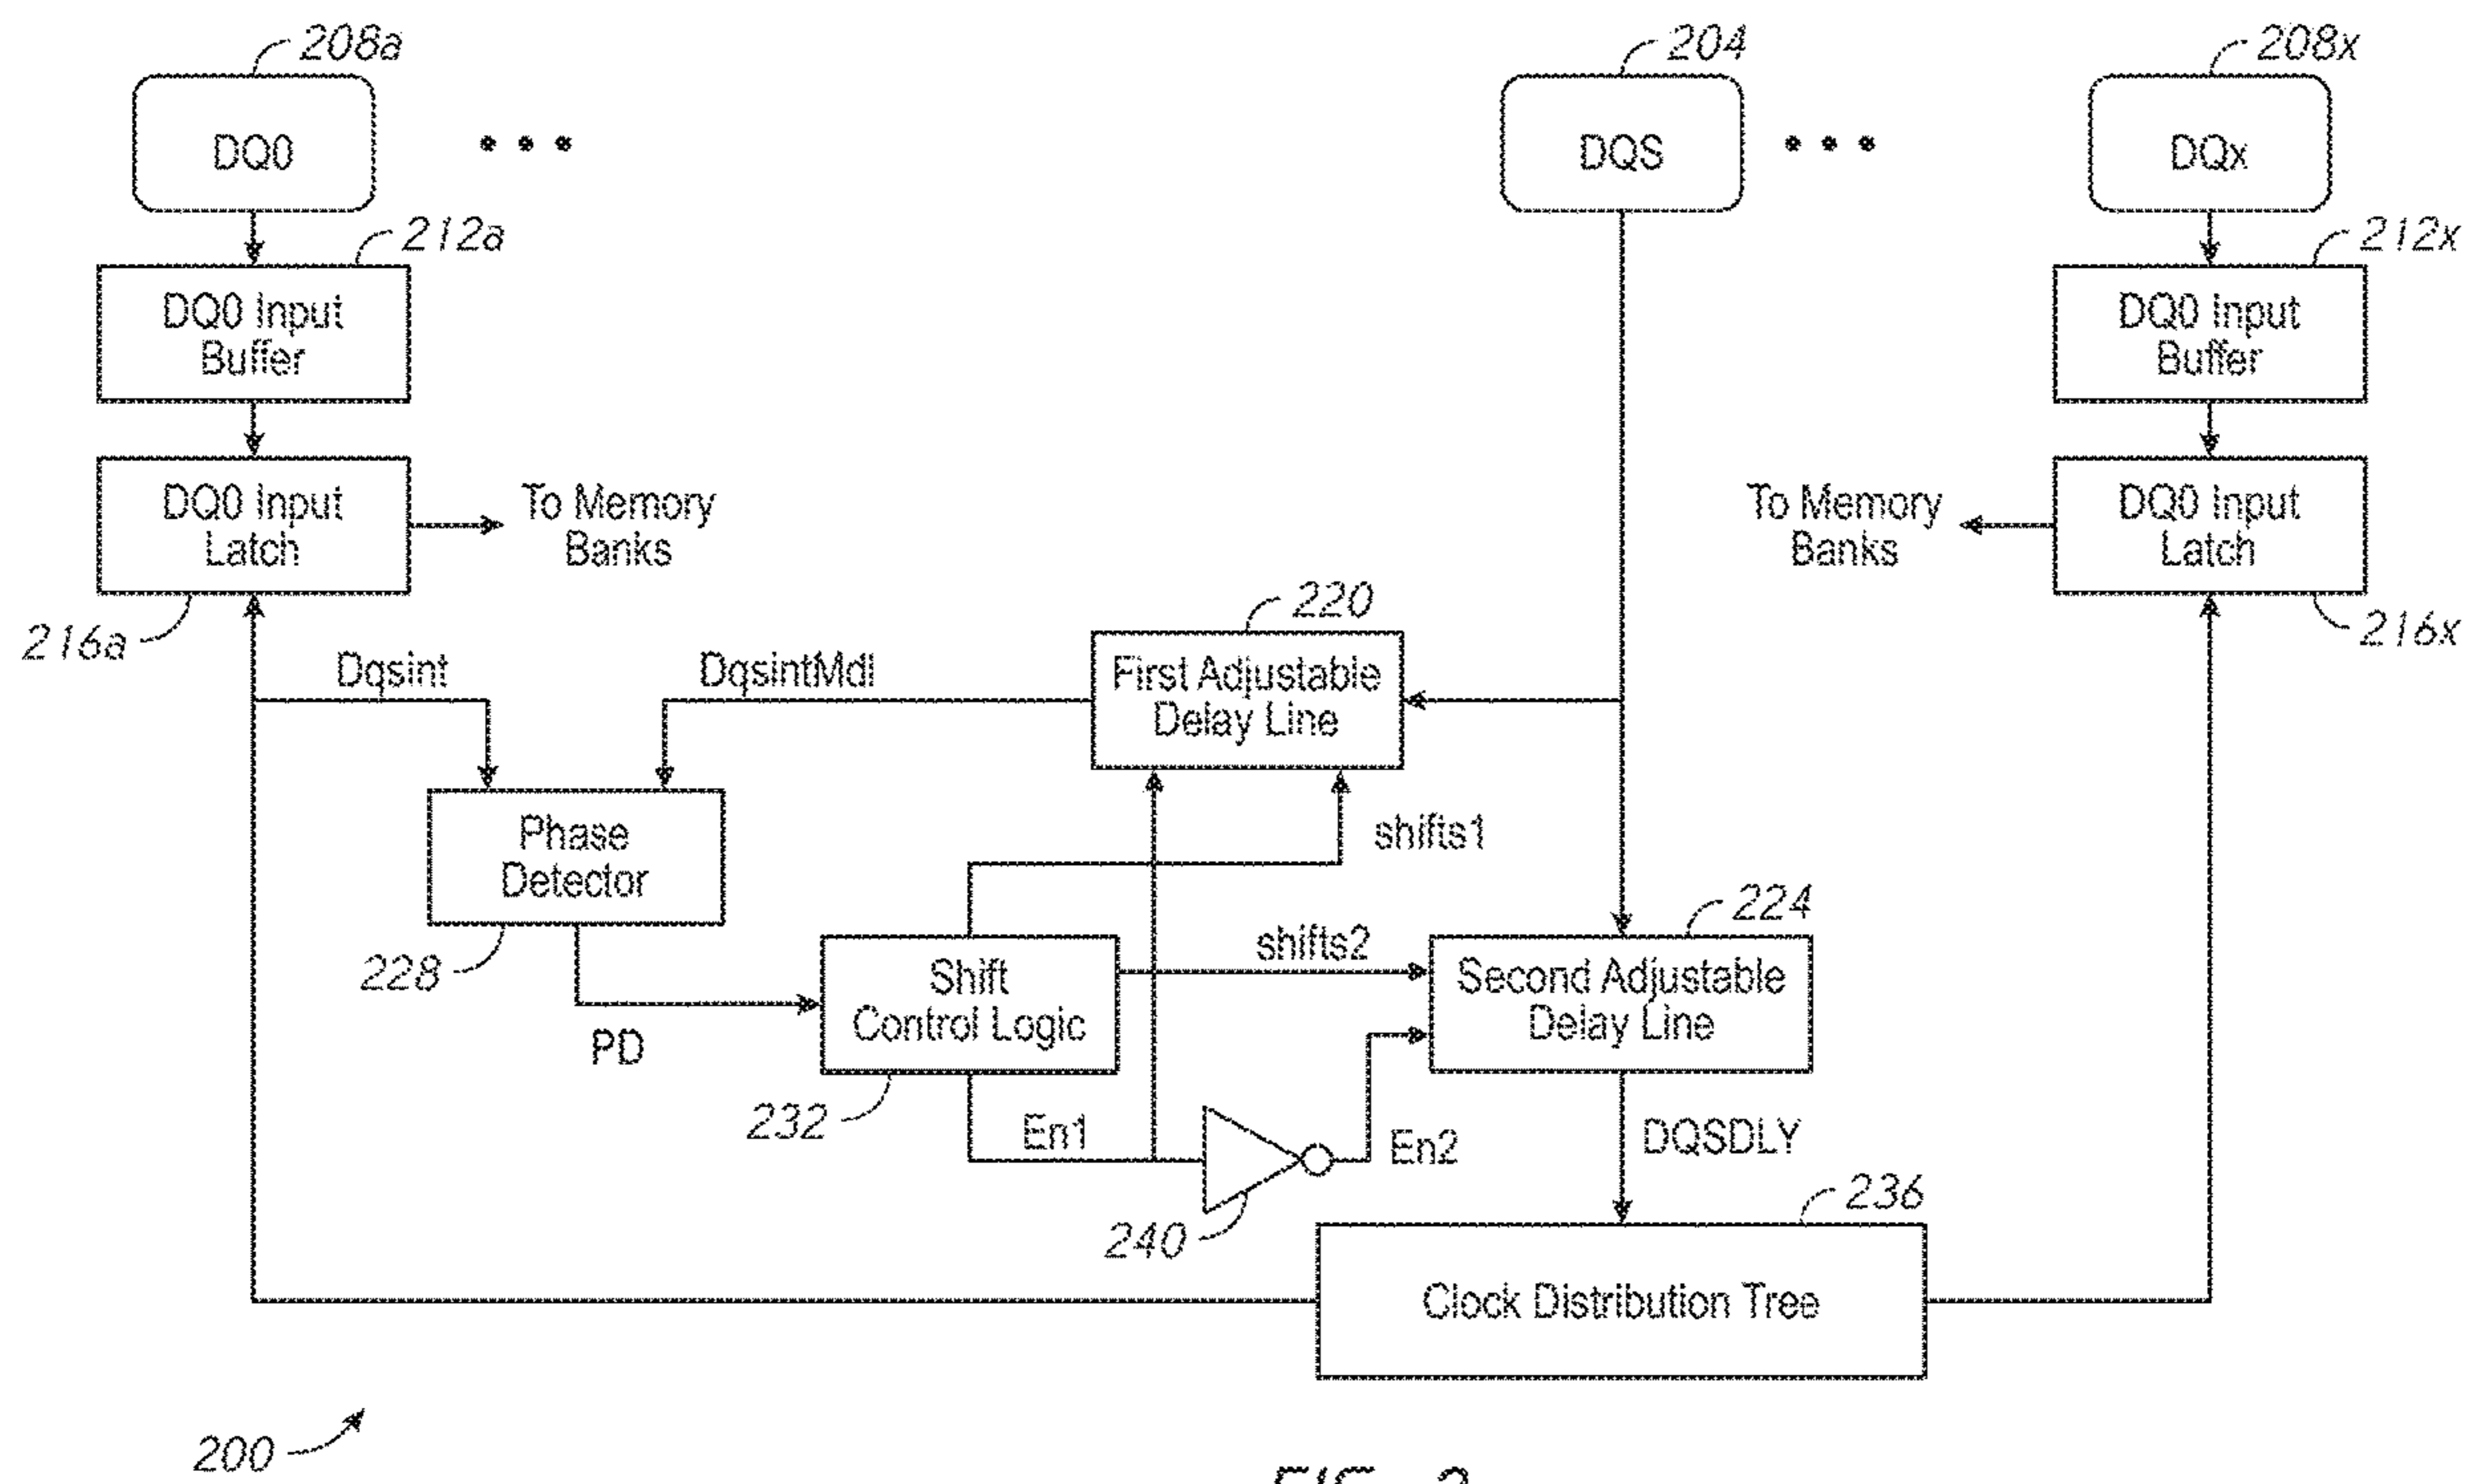 208a
204
208x
DQ0
DQS
DQx
212a
212x
DQ0 Input
Buffer
DQ0 Input
Buffer
DQ0 Input
Latch
To Memory
Banks
To Memory
Banks
DQ0 Input
Latch
216a
220
216x
Dqsint
DqsintMdl
First Adjustable
Delay Line
Phase
Detector
shifts1
228
224
Shift
Control Logic
shifts2
Second Adjustable
Delay Line
PD
232
En1
En2
DQSDLY
240
236
Clock Distribution Tree
200